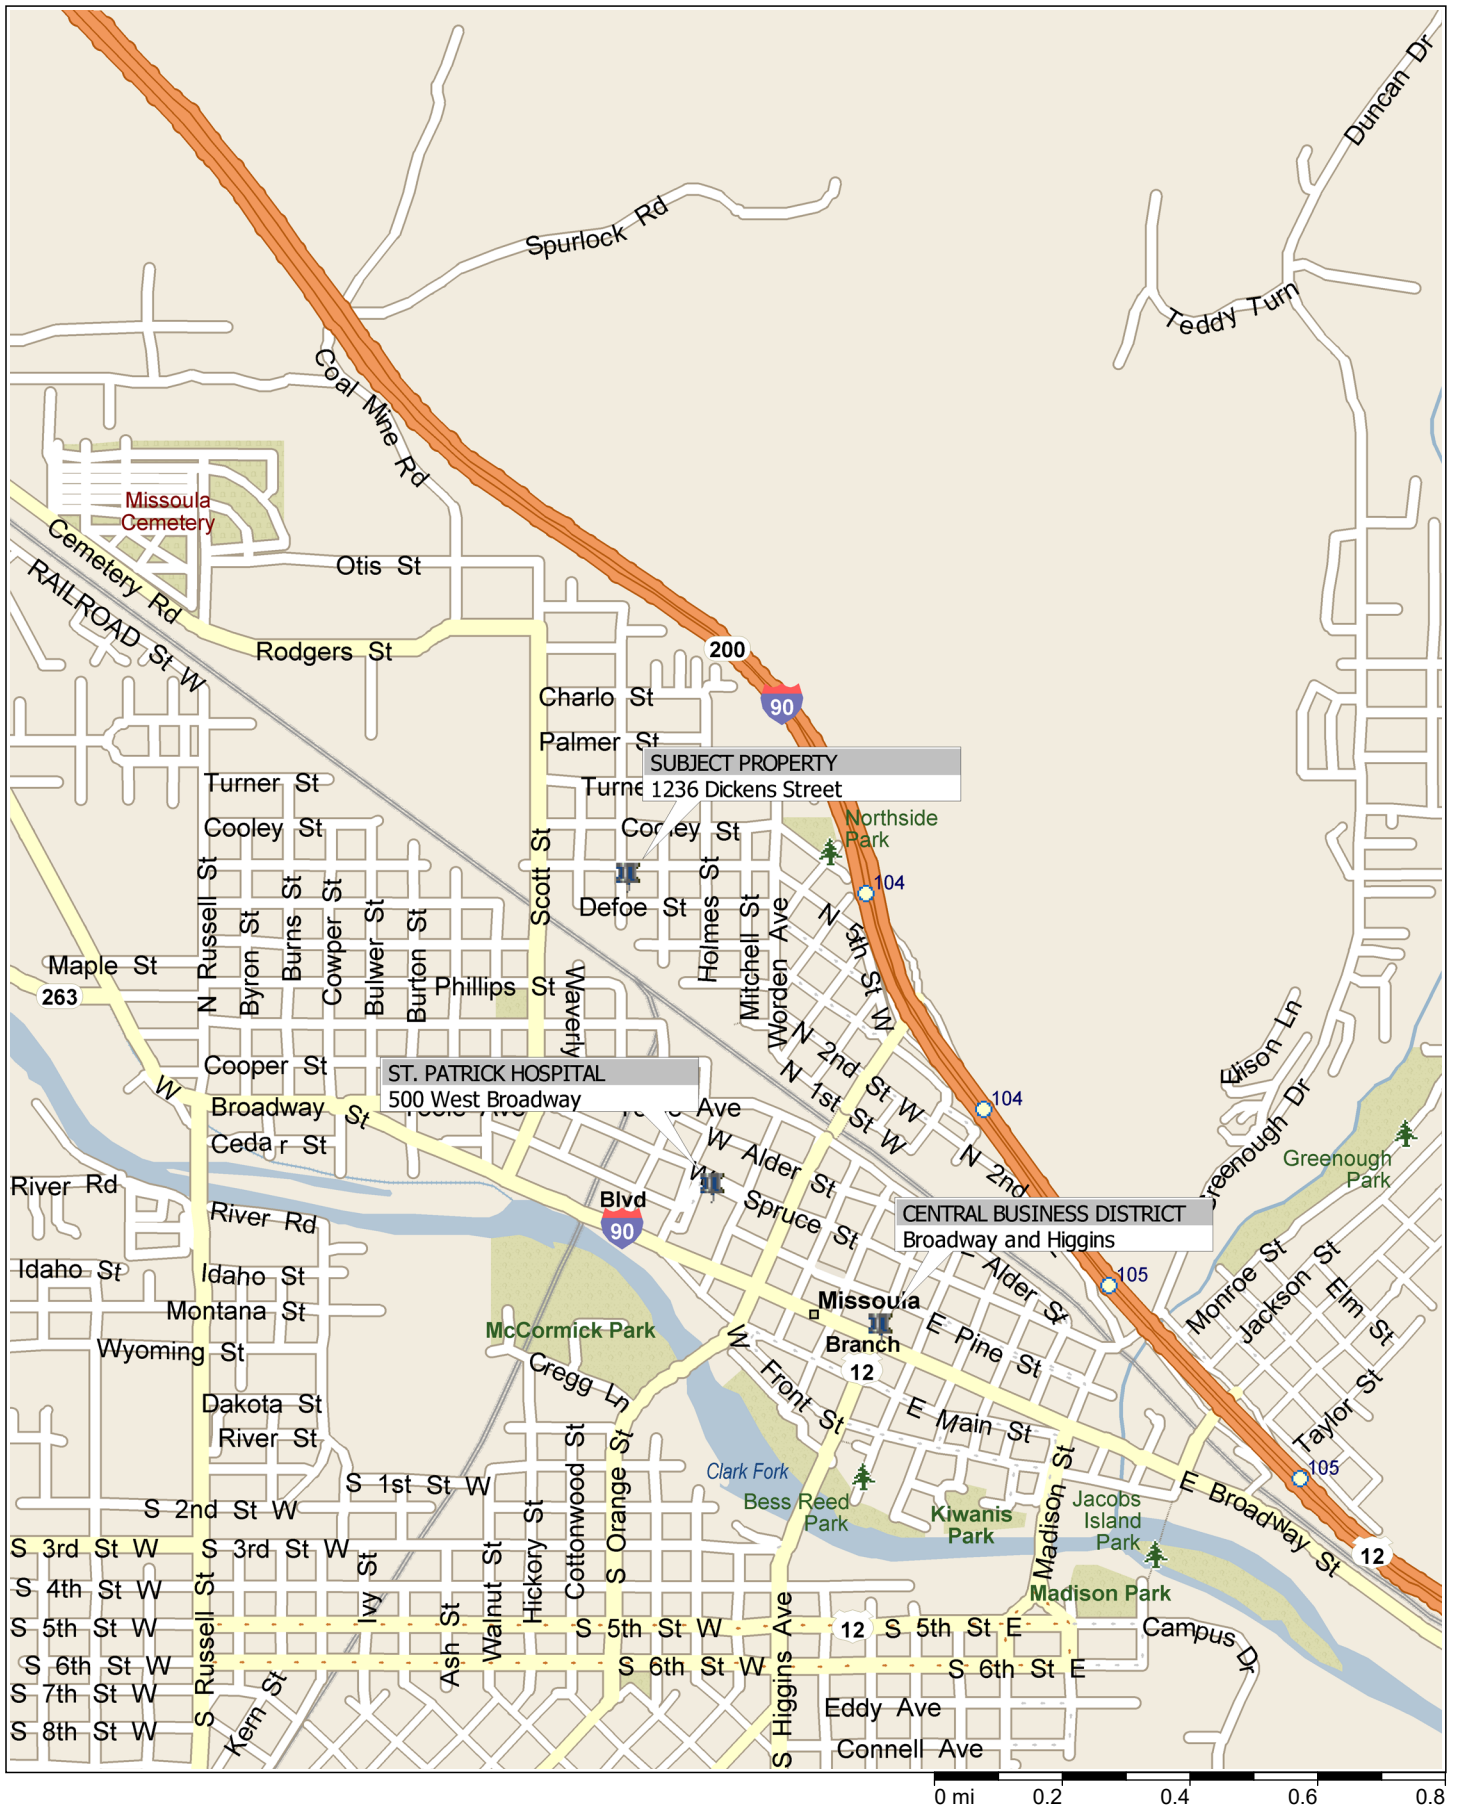 Duncan Dr
Spurlock Rd
Teddy Turn
Coal Mine Rd
Missoula
Cemetery
Cemetery Rd
Otis St
RAILROAD St W
Rodgers St
200
90
Charlo St
Palmer St
SUBJECT PROPERTY
1236 Dickens Street
Turner St
Northside
Park
Cooley St
Cooley St
104
Scott St
Defoe St
N Russell St
Byron St
Burns St
Cowper St
Bulwer St
Burton St
Holmes St
Mitchell St
Worden Ave
N 5th St W
Maple St
263
Phillips St
Waverly
N 2nd St W
N 1st St W
Cooper St
ST. PATRICK HOSPITAL
500 West Broadway
W Broadway St
Ave
104
Greenough Dr
Cedar St
W Alder St
N 2nd
Greenough
Park
River Rd
River Rd
Blvd
90
W Spruce St
CENTRAL BUSINESS DISTRICT
Broadway and Higgins
Idaho St
Idaho St
105
E Alder St
Monroe St
Jackson St
Elm St
Montana St
Missoula
McCormick Park
Wyoming St
Branch
12
E Pine St
W Front St
Cregg Ln
Dakota St
E Main St
Taylor St
River St
105
Clark Fork
S 1st St W
S 2nd St W
Bess Reed
Park
Kiwanis
Park
Jacobs
Island
Park
E Broadway St
12
S 3rd St W
S 3rd St W
S Russell St
Ivy St
Ash St
Walnut St
Hickory St
Cottonwood St
S Orange St
Madison St
S 4th St W
Madison Park
S 5th St W
S 5th St W
S Higgins Ave
12
S 5th St E
Campus Dr
S 6th St W
S 6th St W
S 6th St E
S 7th St W
Kern St
Eddy Ave
S 8th St W
Connell Ave
0 mi 0.2 0.4 0.6 0.8